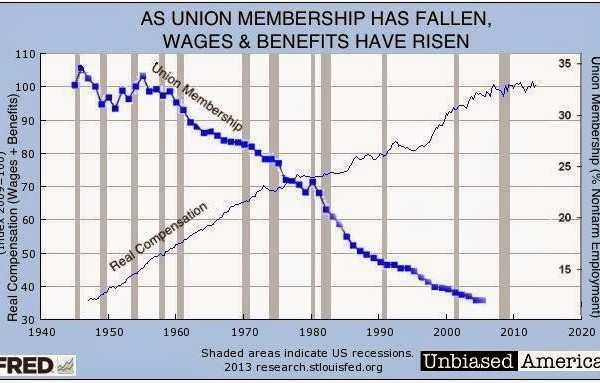 AS UNION MEMBERSHIP HAS FALLEN,
WAGES & BENEFITS HAVE RISEN
110
100
90
80
70
60
50
40
30
35
32
25
22
15
1940
1950
1960
1970
1980
1990
2000
2010
2020
Real Compensation (Wages Benefits)
Union Membership
Real Compensation
Union Membership (% Nonfarm Employment)
Shaded areas indicate US recessions.
2013 research.stlouisfed.org
FRED
Unbiased America